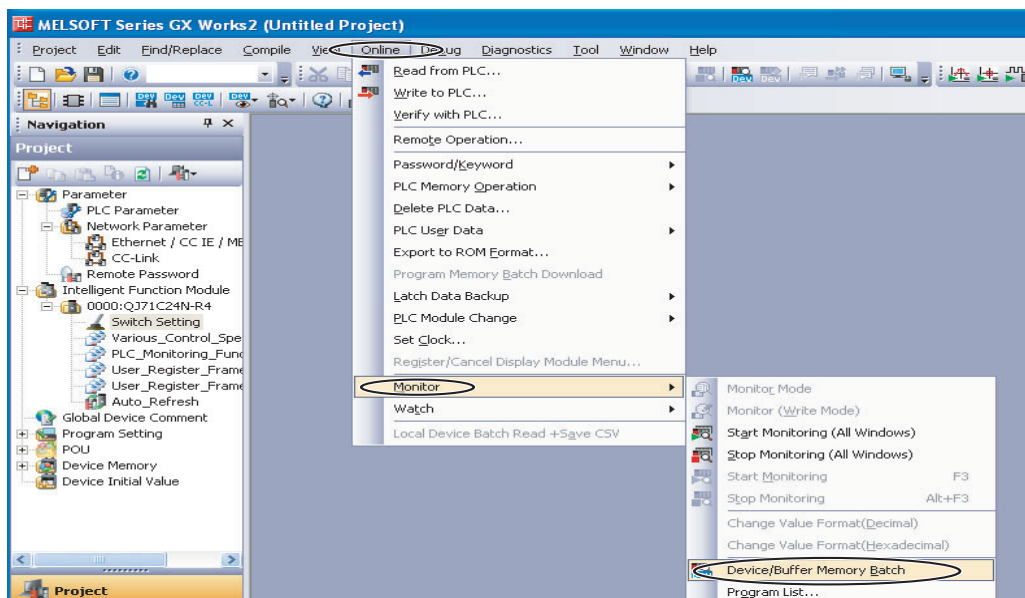 MELSOFT Series GX Works2 (Untitled Project)
Project Edit Find/Replace Compile View Online Debug Diagnostics Tool Window Help
Navigation
Project
Parameter
PLC Parameter
Network Parameter
Ethernet / CC IE / ME
CC-Link
Remote Password
Intelligent Function Module
0000:QJ71C24N-R4
Switch Setting
Various_Control_Spe
PLC_Monitoring_Func
User_Register_Frame
User_Register_Frame
Auto_Refresh
Global Device Comment
Program Setting
POU
Device Memory
Device Initial Value
Project
Read from PLC...
Write to PLC...
Verify with PLC...
Remote Operation...
Password/Keyword
PLC Memory Operation
Delete PLC Data...
PLC User Data
Export to ROM Format...
Program Memory Batch Download
Latch Data Backup
PLC Module Change
Set Clock...
Register/Cancel Display Module Menu...
Monitor
Watch
Local Device Batch Read +Save CSV
Monitor Mode
Monitor (Write Mode)
Start Monitoring (All Windows)
Stop Monitoring (All Windows)
Start Monitoring F3
Stop Monitoring Alt+F3
Change Value Format(Decimal)
Change Value Format(Hexadecimal)
Device/Buffer Memory Batch
Program List...